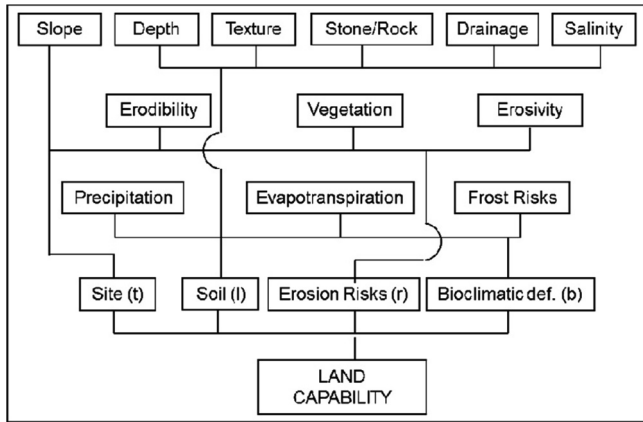 Slope Depth Texture Stone/Rock Drainage Salinity
Erodibility Vegetation Erosivity
Precipitation Evapotranspiration Frost Risks
Site (t) Soil (l) Erosion Risks (r) Bioclimatic def. (b)
LAND
CAPABILITY